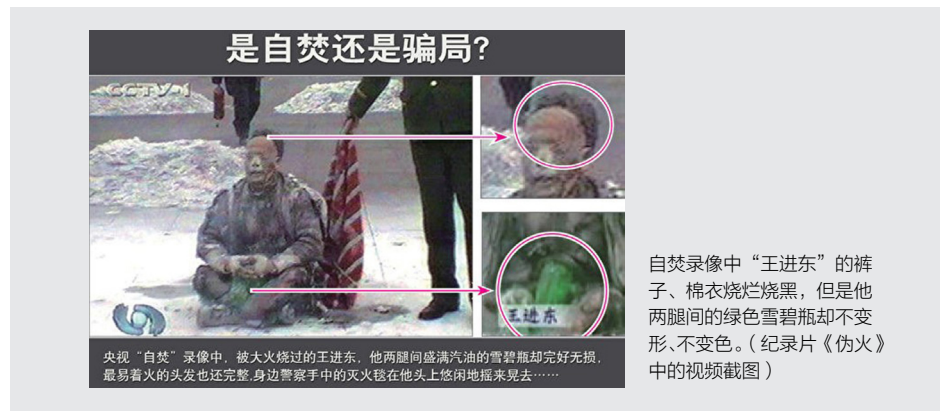 是自焚还是骗局?
CCTV-1
王进东
央视“自焚”录像中，被大火烧过的王进东，他两腿间盛满汽油的雪碧瓶却完好无损，
最易着火的头发也还完整,身边警察手中的灭火毯在他头上悠闲地摇来晃去……
自焚录像中“王进东”的裤
子、棉衣烧烂烧黑，但是他
两腿间的绿色雪碧瓶却不变
形、不变色。（纪录片《伪火》
中的视频截图）